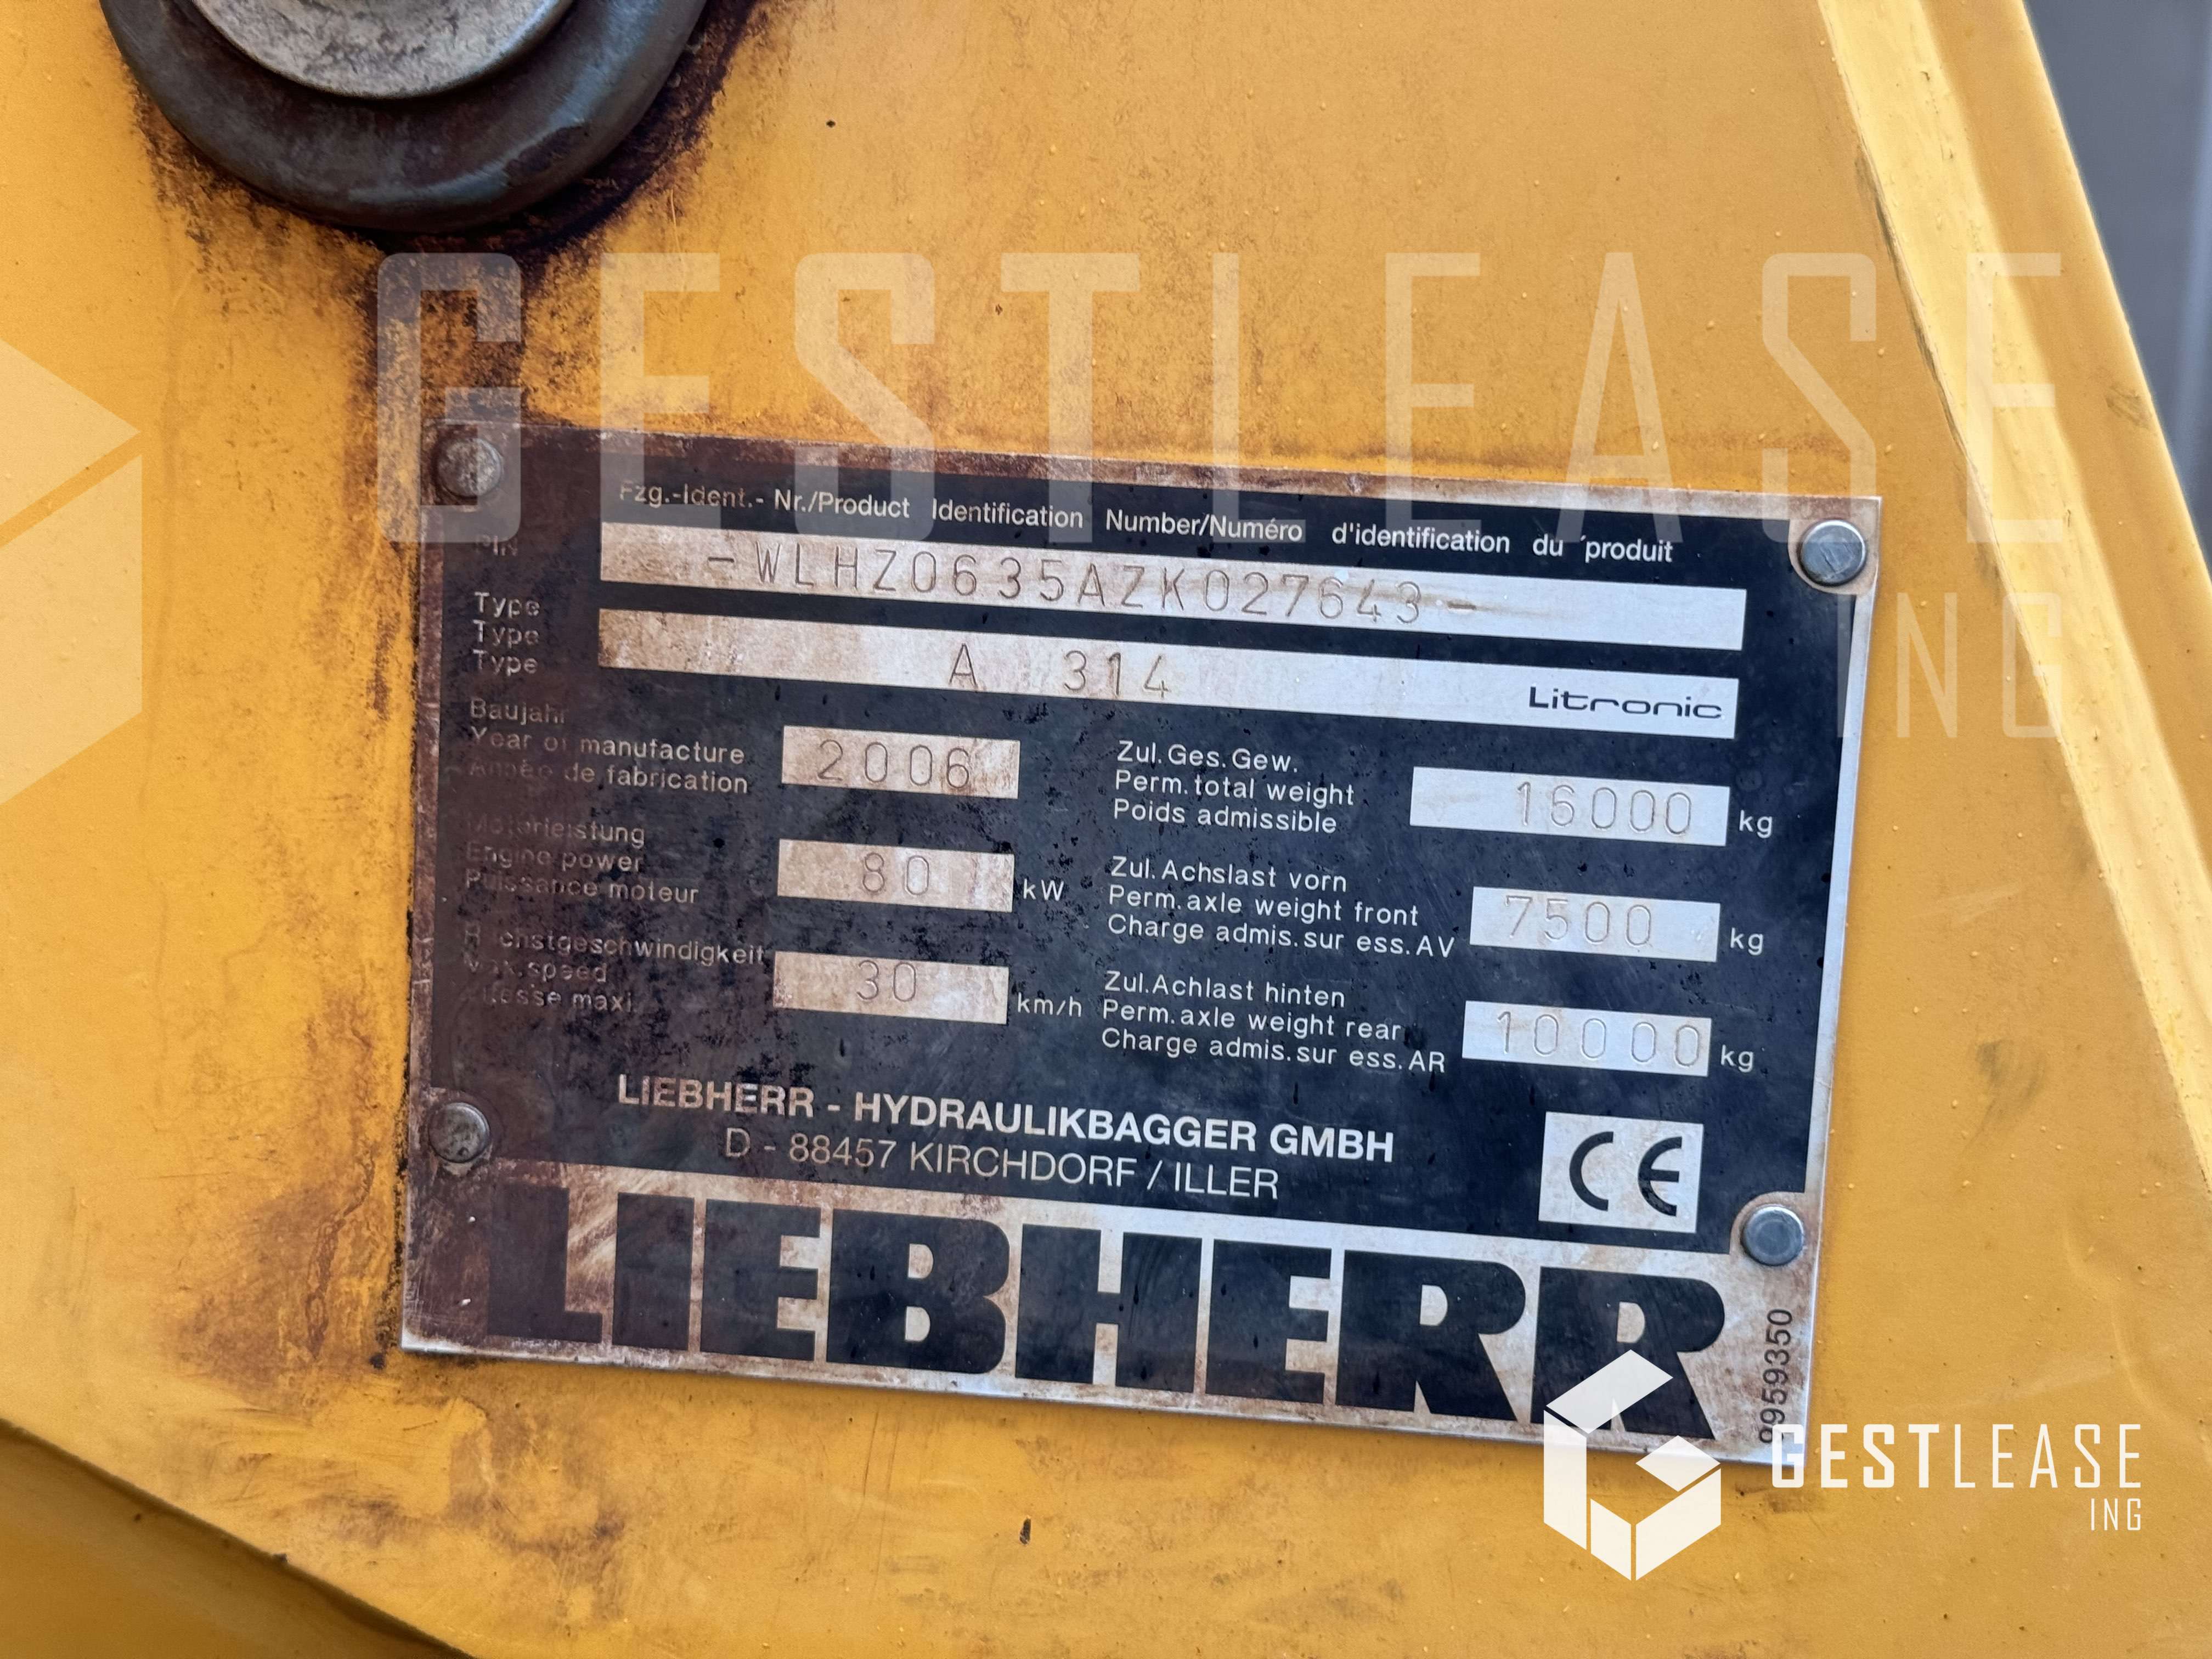 GESTLEASE
ING
Fzg.-Ident.- Nr./Product Identification Number/Numéro d'identification du produit
PIN
-WLHZ0635AZK027643-
Type
Type
Type
A 314
Litronic
Baujahr
Year of manufacture
Année de fabrication
2006
Zul.Ges.Gew.
Perm.total weight
Poids admissible
16000 kg
Motorleistung
Engine power
Puissance moteur
80 kW
Zul.Achslast vorn
Perm.axle weight front
Charge admis.sur ess.AV
7500 kg
Höchstgeschwindigkeit
Max.speed
Vitesse maxi.
30 km/h
Zul.Achlast hinten
Perm.axle weight rear
Charge admis.sur ess.AR
10000 kg
LIEBHERR - HYDRAULIKBAGGER GMBH
D - 88457 KIRCHDORF / ILLER
CE
LIEBHERR
9959350
GESTLEASE
ING